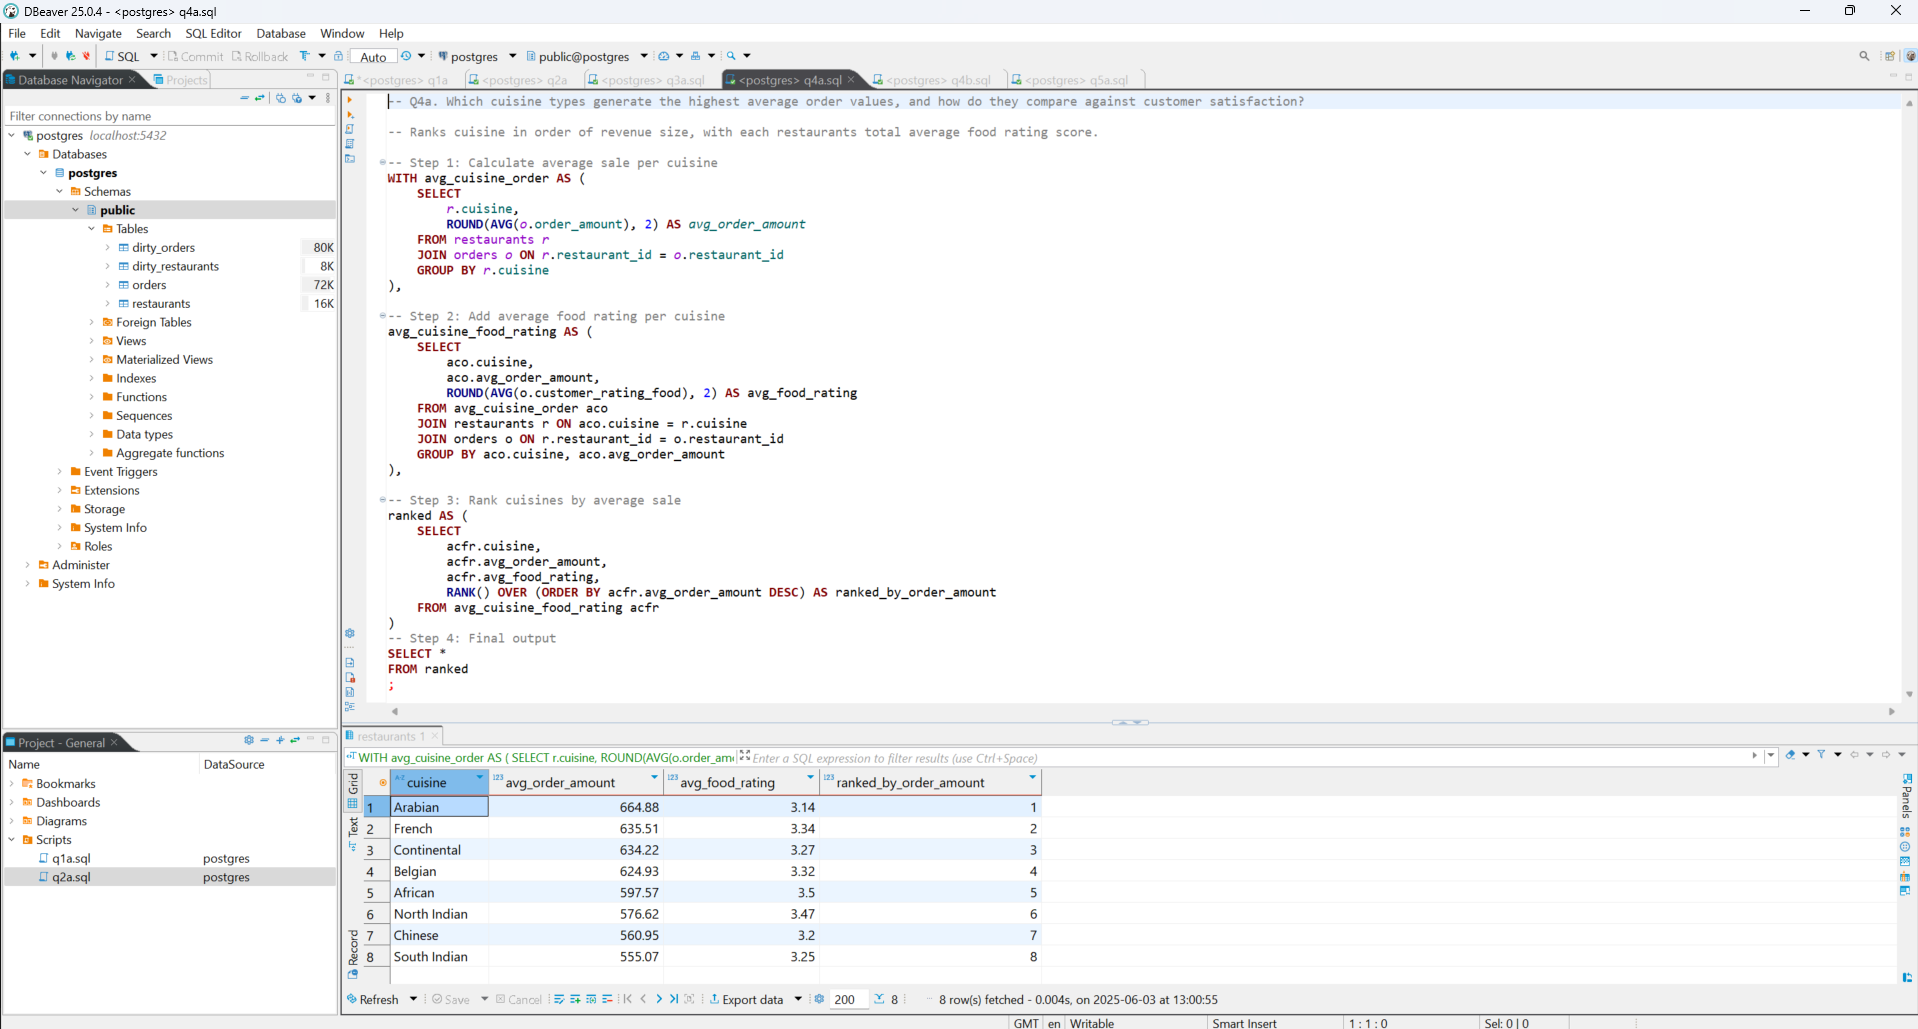 DBeaver 25.0.4 - <postgres> q4a.sql
File Edit Navigate Search SQL Editor Database Window Help
SQL Commit Rollback Auto postgres public@postgres
Database Navigator Projects
*<postgres> q1a <postgres> q2a <postgres> q3a.sql <postgres> q4a.sql <postgres> q4b.sql <postgres> q5a.sql
Filter connections by name
postgres localhost:5432
Databases
postgres
Schemas
public
Tables
dirty_orders 80K
dirty_restaurants 8K
orders 72K
restaurants 16K
Foreign Tables
Views
Materialized Views
Indexes
Functions
Sequences
Data types
Aggregate functions
Event Triggers
Extensions
Storage
System Info
Roles
Administer
System Info
-- Q4a. Which cuisine types generate the highest average order values, and how do they compare against customer satisfaction?
-- Ranks cuisine in order of revenue size, with each restaurants total average food rating score.
-- Step 1: Calculate average sale per cuisine
WITH avg_cuisine_order AS (
SELECT
r.cuisine,
ROUND(AVG(o.order_amount), 2) AS avg_order_amount
FROM restaurants r
JOIN orders o ON r.restaurant_id = o.restaurant_id
GROUP BY r.cuisine
),
-- Step 2: Add average food rating per cuisine
avg_cuisine_food_rating AS (
SELECT
aco.cuisine,
aco.avg_order_amount,
ROUND(AVG(o.customer_rating_food), 2) AS avg_food_rating
FROM avg_cuisine_order aco
JOIN restaurants r ON aco.cuisine = r.cuisine
JOIN orders o ON r.restaurant_id = o.restaurant_id
GROUP BY aco.cuisine, aco.avg_order_amount
),
-- Step 3: Rank cuisines by average sale
ranked AS (
SELECT
acfr.cuisine,
acfr.avg_order_amount,
acfr.avg_food_rating,
RANK() OVER (ORDER BY acfr.avg_order_amount DESC) AS ranked_by_order_amount
FROM avg_cuisine_food_rating acfr
)
-- Step 4: Final output
SELECT *
FROM ranked
;
Project - General
Name DataSource
Bookmarks
Dashboards
Diagrams
Scripts
q1a.sql postgres
q2a.sql postgres
restaurants 1
WITH avg_cuisine_order AS ( SELECT r.cuisine, ROUND(AVG(o.order_am Enter a SQL expression to filter results (use Ctrl+Space)
Grid
Text
Record
Panels
A-Z cuisine 123 avg_order_amount 123 avg_food_rating 123 ranked_by_order_amount
1 Arabian 664.88 3.14 1
2 French 635.51 3.34 2
3 Continental 634.22 3.27 3
4 Belgian 624.93 3.32 4
5 African 597.57 3.5 5
6 North Indian 576.62 3.47 6
7 Chinese 560.95 3.2 7
8 South Indian 555.07 3.25 8
Refresh Save Cancel Export data 200 8 8 row(s) fetched - 0.004s, on 2025-06-03 at 13:00:55
GMT en Writable Smart Insert 1 : 1 : 0 Sel: 0 | 0